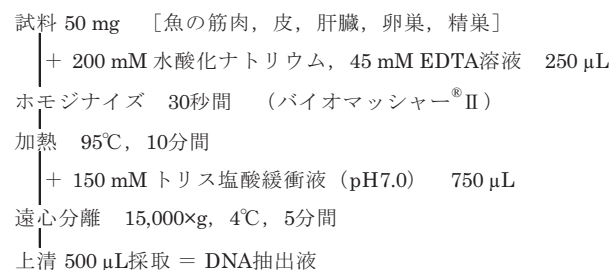 試料 50 mg　[魚の筋肉，皮，肝臓，卵巣，精巣]
+ 200 mM 水酸化ナトリウム，45 mM EDTA溶液　250 μL
ホモジナイズ　30秒間　（バイオマッシャー®Ⅱ）
加熱　95℃，10分間
+ 150 mM トリス塩酸緩衝液（pH7.0）　750 μL
遠心分離　15,000×g，4℃，5分間
上清 500 μL採取 = DNA抽出液